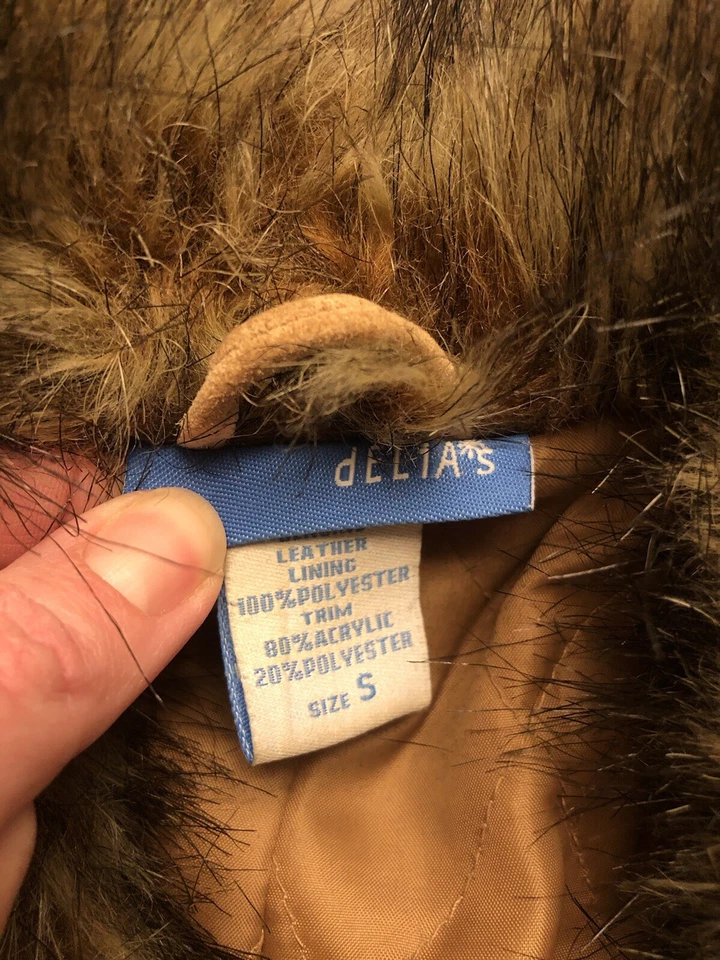 dELiA*s
LEATHER
LINING
100%POLYESTER
TRIM
80%ACRYLIC
20%POLYESTER
SIZE S